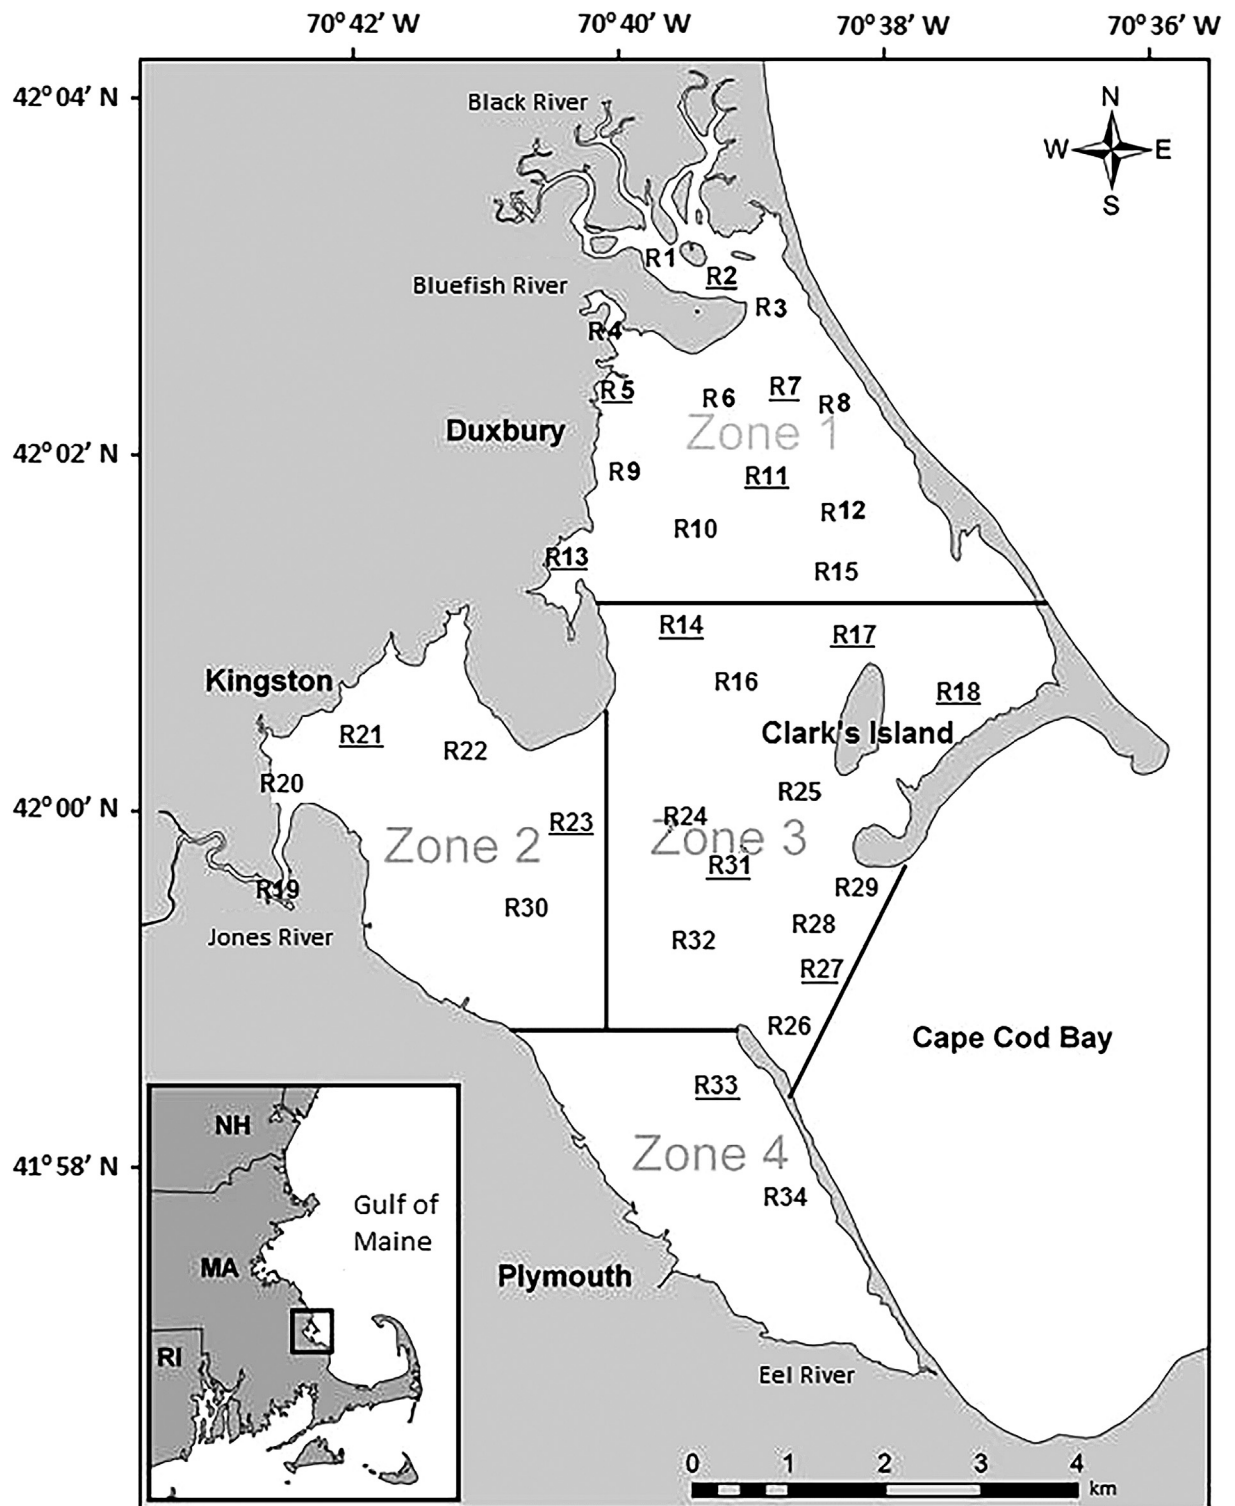 70°42’ W
70°40’ W
70°38’ W
70°36’ W
42°04’ N
Black River
N
W
E
S
R1
R2
Bluefish River
R3
R4
R5
R6
R7
R8
Duxbury
Zone 1
42°02’ N
R9
R11
R12
R10
R13
R15
R14
R17
Kingston
R16
R18
R21
R22
Clark's Island
R20
R25
42°00’ N
R23
R24
Zone 2
Zone 3
R31
R19
R29
R30
R28
Jones River
R32
R27
R26
Cape Cod Bay
R33
NH
Zone 4
41°58’ N
R34
Gulf of
Maine
MA
Plymouth
RI
Eel River
0
1
2
3
4
km